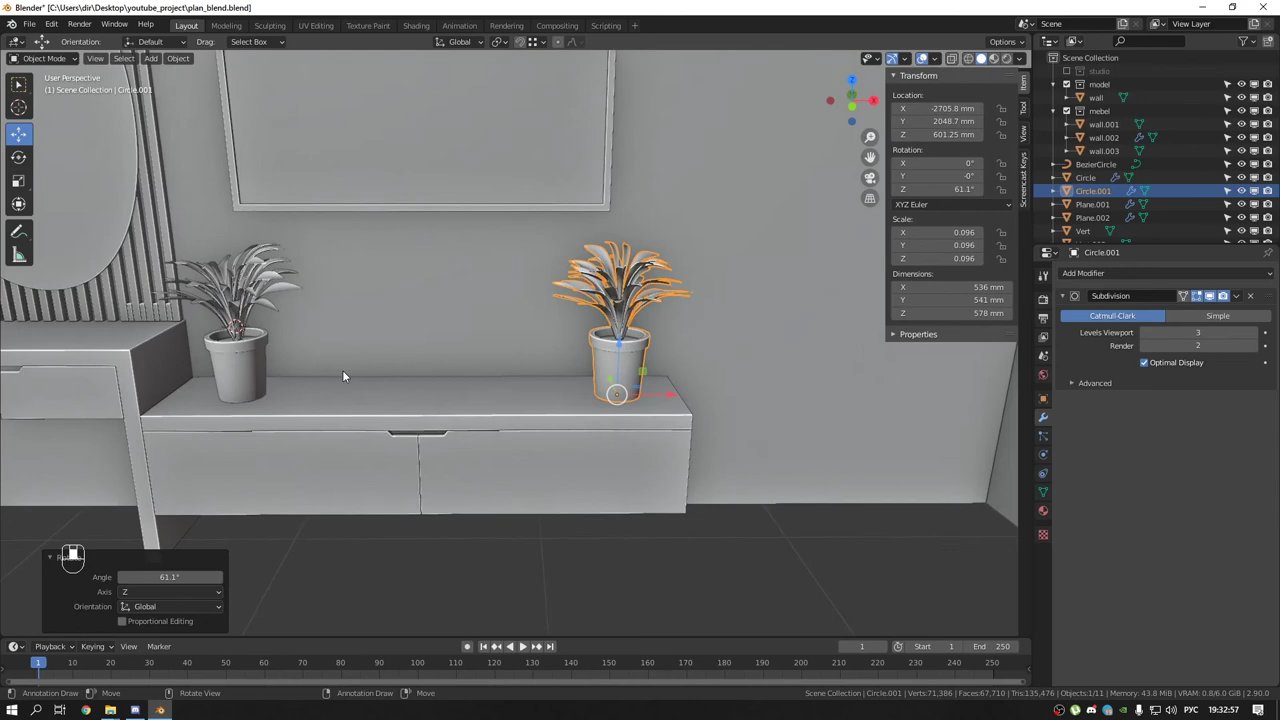 Blender* [C:\Users\dir\Desktop\youtube_project\plan_blend.blend]
File Edit Render Window Help Layout Modeling Sculpting UV Editing Texture Paint Shading Animation Rendering Compositing Scripting + Scene View Layer
Orientation: Default Drag: Select Box Global Options
Object Mode View Select Add Object
User Perspective
(1) Scene Collection | Circle.001
Transform
Location:
X -2705.8 mm
Y 2048.7 mm
Z 601.25 mm
Rotation:
X 0°
Y -0°
Z 61.1°
XYZ Euler
Scale:
X 0.096
Y 0.096
Z 0.096
Dimensions:
X 536 mm
Y 541 mm
Z 578 mm
Properties
Item
Tool
View
Screencast Keys
Z
X
Scene Collection
studio
model
wall
mebel
wall.001
wall.002
wall.003
BezierCircle
Circle
Circle.001
Plane.001
Plane.002
Vert
Circle.001
Add Modifier
Subdivision
Catmull-Clark Simple
Levels Viewport 3
Render 2
Optimal Display
Advanced
Angle 61.1°
Axis Z
Orientation Global
Proportional Editing
Playback Keying View Marker 1 Start 1 End 250
1 10 20 30 40 50 60 70 80 90 100 110 120 130 140 150 160 170 180 190 200 210 220 230 240 250
Annotation Draw Move Rotate View Annotation Draw Move Scene Collection | Circle.001 | Verts:71,386 | Faces:67,710 | Tris:135,476 | Objects:1/11 | Memory: 43.8 MiB | VRAM: 0.8/6.0 GiB | 2.90.0
РУС 19:32:57